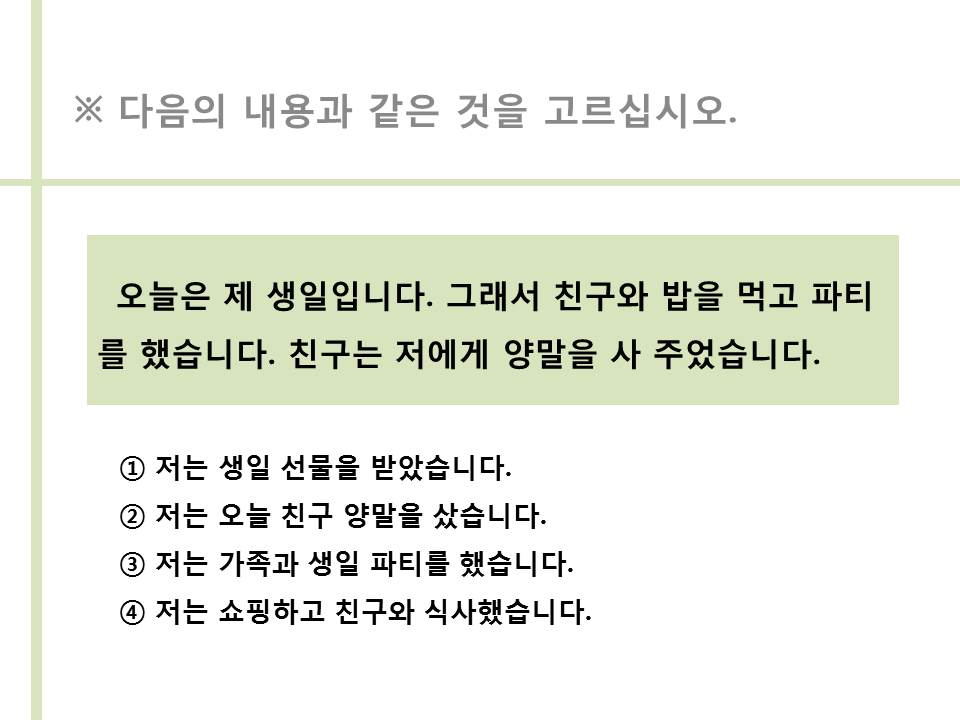 ※ 다음의 내용과 같은 것을 고르십시오.
오늘은 제 생일입니다. 그래서 친구와 밥을 먹고 파티
를 했습니다. 친구는 저에게 양말을 사 주었습니다.
① 저는 생일 선물을 받았습니다.
② 저는 오늘 친구 양말을 샀습니다.
③ 저는 가족과 생일 파티를 했습니다.
④ 저는 쇼핑하고 친구와 식사했습니다.